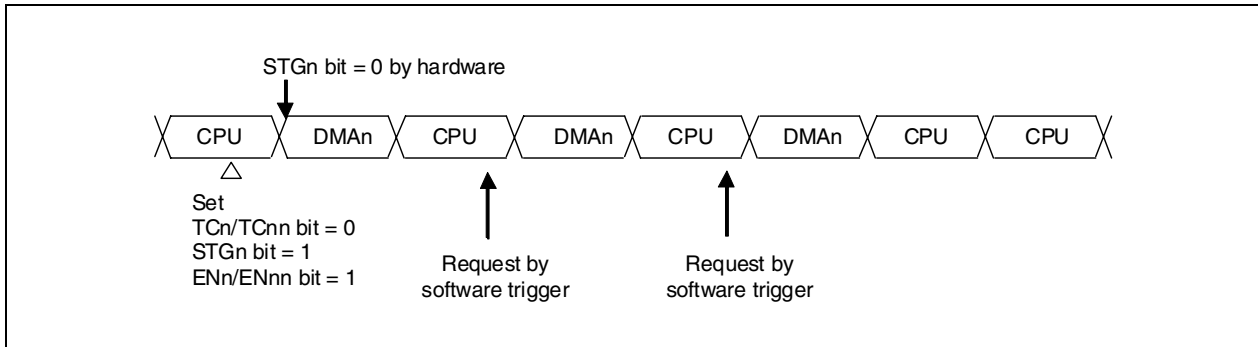 STGn bit = 0 by hardware
CPU DMAn CPU DMAn CPU DMAn CPU CPU
Set
TCn/TCnn bit = 0
STGn bit = 1
ENn/ENnn bit = 1
Request by
software trigger
Request by
software trigger